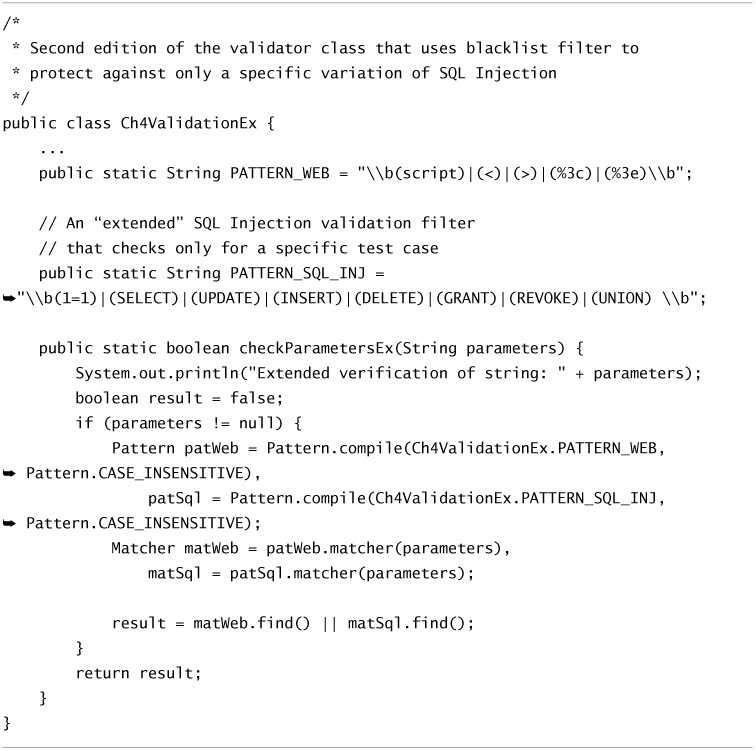 /*
 * Second edition of the validator class that uses blacklist filter to
 * protect against only a specific variation of SQL Injection
 */
public class Ch4ValidationEx {
    ...
    public static String PATTERN_WEB = "\\b(script)|(<)|(>)|(%3c)|(%3e)\\b";

    // An “extended” SQL Injection validation filter
    // that checks only for a specific test case
    public static String PATTERN_SQL_INJ =
➥"\\b(1=1)|(SELECT)|(UPDATE)|(INSERT)|(DELETE)|(GRANT)|(REVOKE)|(UNION) \\b";

    public static boolean checkParametersEx(String parameters) {
        System.out.println("Extended verification of string: " + parameters);
        boolean result = false;
        if (parameters != null) {
            Pattern patWeb = Pattern.compile(Ch4ValidationEx.PATTERN_WEB,
➥ Pattern.CASE_INSENSITIVE),
                patSql = Pattern.compile(Ch4ValidationEx.PATTERN_SQL_INJ,
➥ Pattern.CASE_INSENSITIVE);
            Matcher matWeb = patWeb.matcher(parameters),
                matSql = patSql.matcher(parameters);

            result = matWeb.find() || matSql.find();
        }
        return result;
    }
}